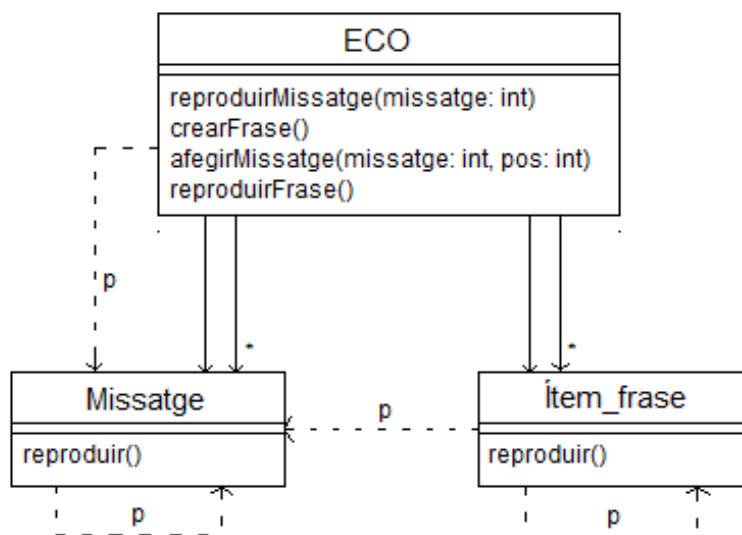 ECO
reproduirMissatge(missatge: int)
crearFrase()
afegirMissatge(missatge: int, pos: int)
reproduirFrase()
p
*
*
Missatge
reproduir()
p
p
Ítem_frase
reproduir()
p